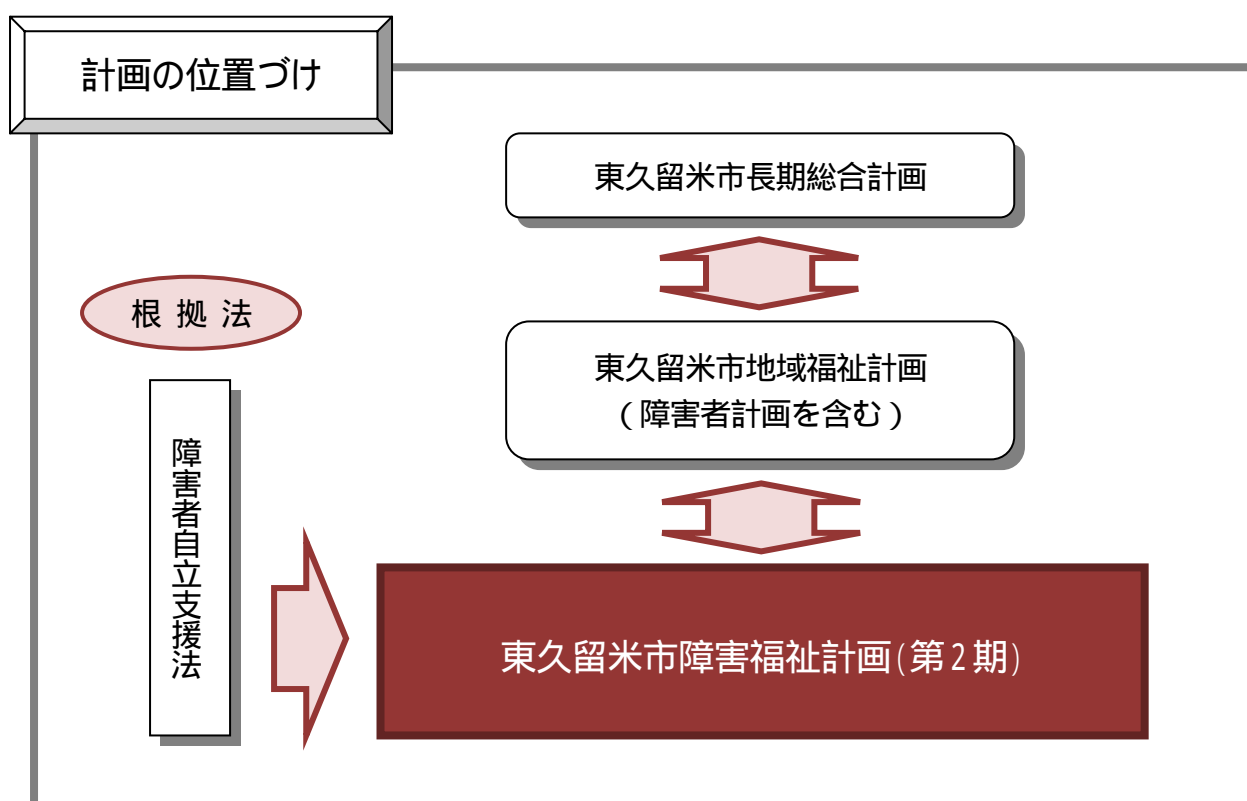 計画の位置づけ
東久留米市長期総合計画
根拠法
東久留米市地域福祉計画
（障害者計画を含む）
障害者自立支援法
東久留米市障害福祉計画(第2期)